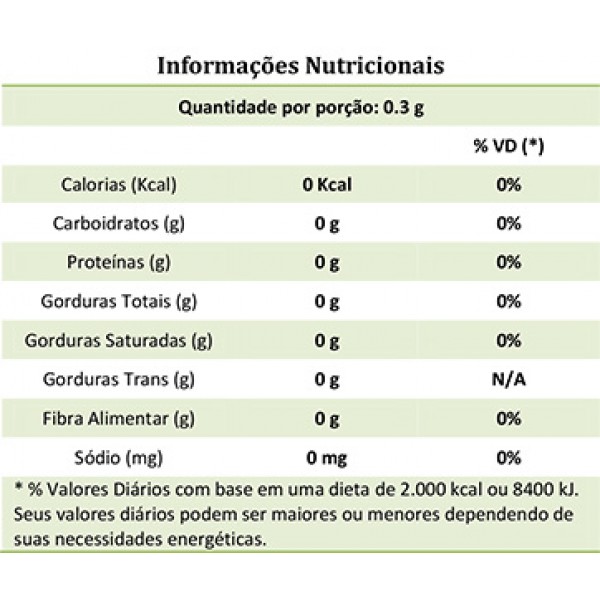 Informações Nutricionais
Quantidade por porção: 0.3 g
% VD (*)
Calorias (Kcal) 0 Kcal 0%
Carboidratos (g) 0 g 0%
Proteínas (g) 0 g 0%
Gorduras Totais (g) 0 g 0%
Gorduras Saturadas (g) 0 g 0%
Gorduras Trans (g) 0 g N/A
Fibra Alimentar (g) 0 g 0%
Sódio (mg) 0 mg 0%
* % Valores Diários com base em uma dieta de 2.000 kcal ou 8400 kJ.
Seus valores diários podem ser maiores ou menores dependendo de
suas necessidades energéticas.